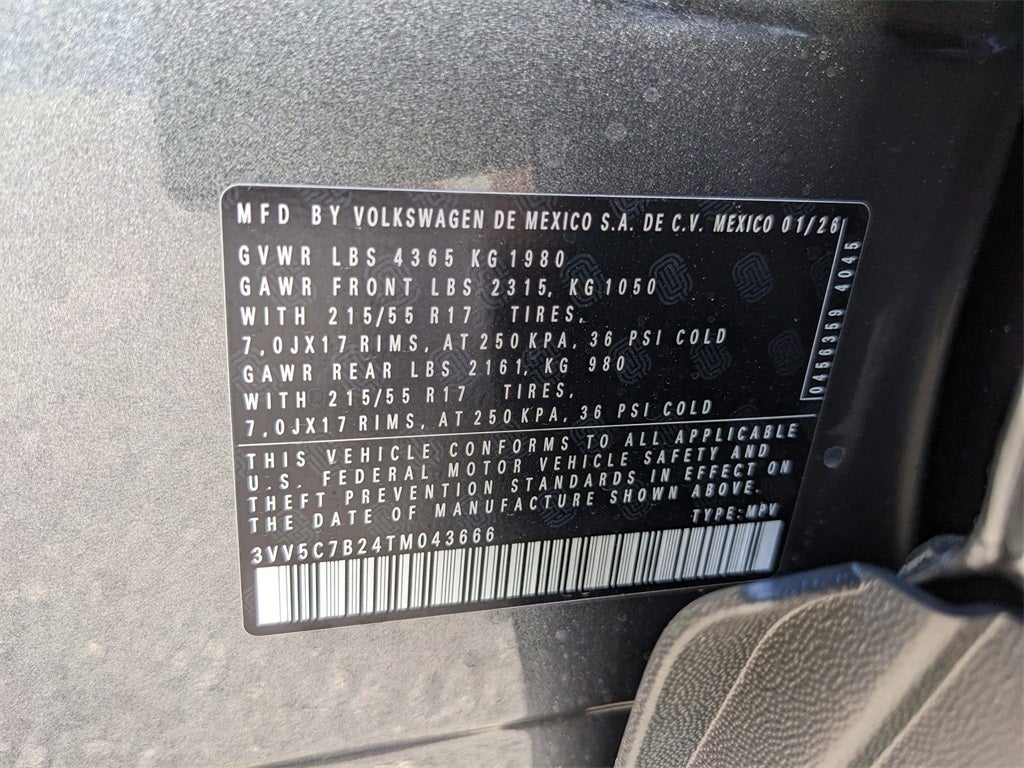 MFD BY VOLKSWAGEN DE MEXICO S.A. DE C.V. MEXICO 01/26
GVWR LBS 4365 KG 1980
GAWR FRONT LBS 2315, KG 1050
WITH 215/55 R17 TIRES,
7,0JX17 RIMS, AT 250 KPA, 36 PSI COLD
GAWR REAR LBS 2161, KG 980
WITH 215/55 R17 TIRES,
7,0JX17 RIMS, AT 250 KPA, 36 PSI COLD
0466359 4045
THIS VEHICLE CONFORMS TO ALL APPLICABLE
U.S. FEDERAL MOTOR VEHICLE SAFETY AND
THEFT PREVENTION STANDARDS IN EFFECT ON
THE DATE OF MANUFACTURE SHOWN ABOVE.
TYPE: MPV
3VV5C7B24TM043666